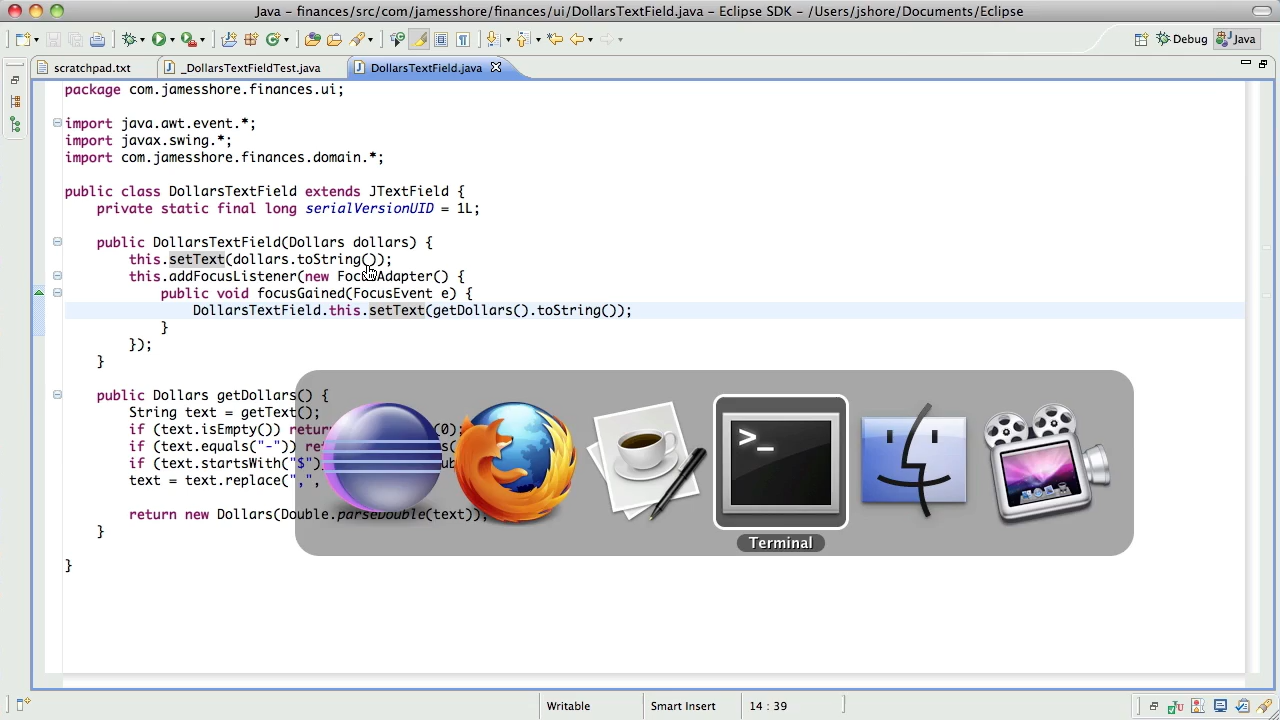 Java – finances/src/com/jamesshore/finances/ui/DollarsTextField.java – Eclipse SDK – /Users/jshore/Documents/Eclipse
Debug Java
scratchpad.txt _DollarsTextFieldTest.java DollarsTextField.java
package com.jamesshore.finances.ui;
import java.awt.event.*;
import javax.swing.*;
import com.jamesshore.finances.domain.*;
public class DollarsTextField extends JTextField {
private static final long serialVersionUID = 1L;
public DollarsTextField(Dollars dollars) {
this.setText(dollars.toString());
this.addFocusListener(new FocusAdapter() {
public void focusGained(FocusEvent e) {
DollarsTextField.this.setText(getDollars().toString());
}
});
}
public Dollars getDollars() {
String text = getText();
if (text.isEmpty()) retur (0);
if (text.equals("-")) re s(
if (text.startsWith("$") ub
text = text.replace(",",
return new Dollars(Double.parseDouble(text));
}
}
>_
Terminal
Writable Smart Insert 14 : 39